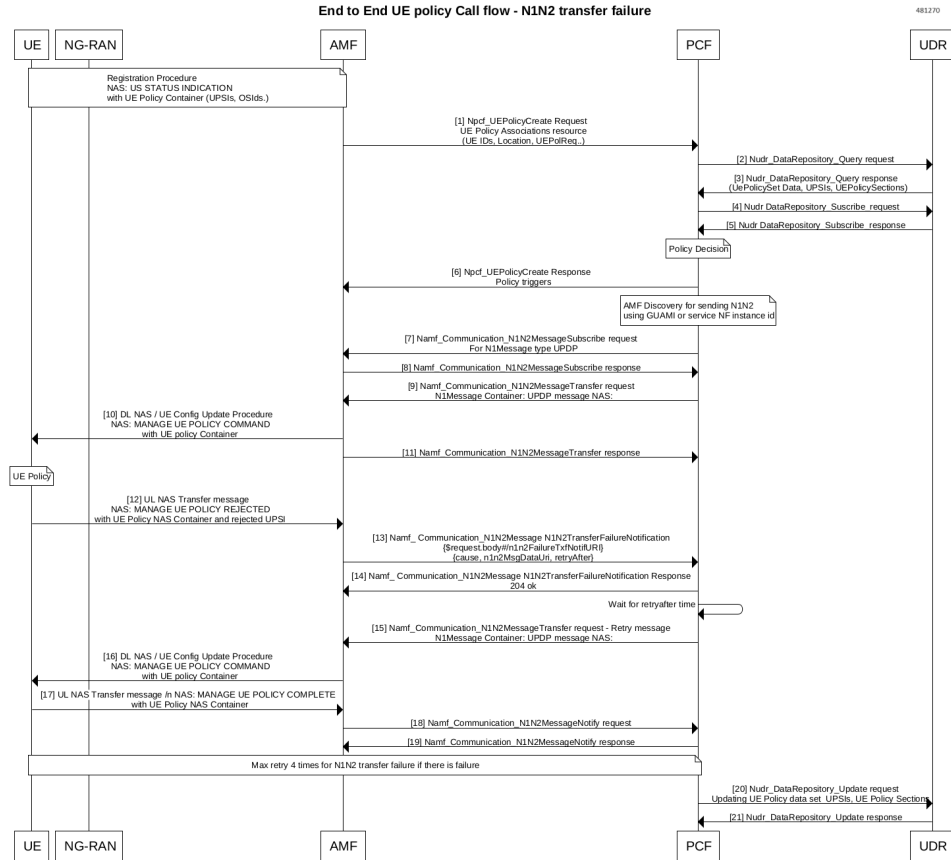 End to End UE policy Call flow - N1N2 transfer failure
481270
UE
NG-RAN
AMF
PCF
UDR
Registration Procedure
NAS: US STATUS INDICATION
with UE Policy Container (UPSIs, OSIds.)
[1] Npcf_UEPolicyCreate Request
UE Policy Associations resource
(UE IDs, Location, UEPolReq..)
[2] Nudr_DataRepository_Query request
[3] Nudr_DataRepository_Query response
(UePolicySet Data, UPSIs, UEPolicySections)
[4] Nudr DataRepository_Suscribe_request
[5] Nudr DataRepository_Subscribe_response
Policy Decision
[6] Npcf_UEPolicyCreate Response
Policy triggers
AMF Discovery for sending N1N2
using GUAMI or service NF instance id
[7] Namf_Communication_N1N2MessageSubscribe request
For N1Message type UPDP
[8] Namf_Communication_N1N2MessageSubscribe response
[9] Namf_Communication_N1N2MessageTransfer request
N1Message Container: UPDP message NAS:
[10] DL NAS / UE Config Update Procedure
NAS: MANAGE UE POLICY COMMAND
with UE policy Container
[11] Namf_Communication_N1N2MessageTransfer response
UE Policy
[12] UL NAS Transfer message
NAS: MANAGE UE POLICY REJECTED
with UE Policy NAS Container and rejected UPSI
[13] Namf_ Communication_N1N2Message N1N2TransferFailureNotification
{$request.body#/n1n2FailureTxfNotifURI}
{cause, n1n2MsgDataUri, retryAfter}
[14] Namf_ Communication_N1N2Message N1N2TransferFailureNotification Response
204 ok
Wait for retryafter time
[15] Namf_Communication_N1N2MessageTransfer request - Retry message
N1Message Container: UPDP message NAS:
[16] DL NAS / UE Config Update Procedure
NAS: MANAGE UE POLICY COMMAND
with UE policy Container
[17] UL NAS Transfer message /n NAS: MANAGE UE POLICY COMPLETE
with UE Policy NAS Container
[18] Namf_Communication_N1N2MessageNotify request
[19] Namf_Communication_N1N2MessageNotify response
Max retry 4 times for N1N2 transfer failure if there is failure
[20] Nudr_DataRepository_Update request
Updating UE Policy data set UPSIs, UE Policy Sections
[21] Nudr_DataRepository_Update response
UE
NG-RAN
AMF
PCF
UDR